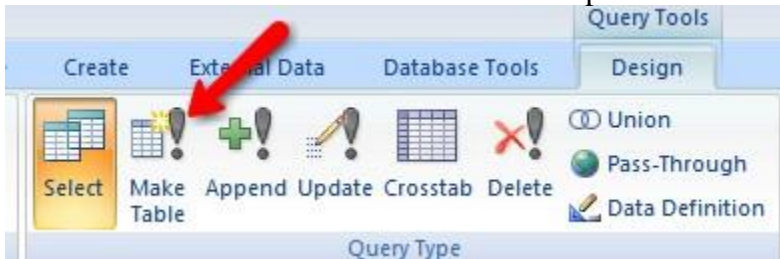 Query Tools
Create External Data Database Tools Design
Select Make Table Append Update Crosstab Delete
Union
Pass-Through
Data Definition
Query Type